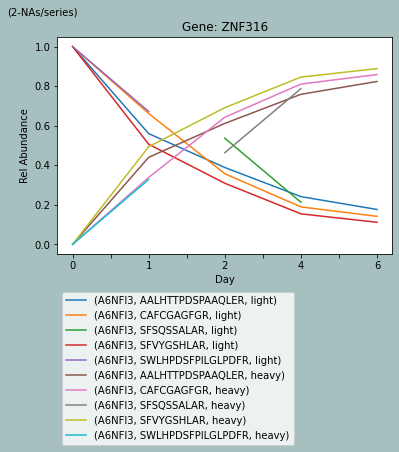 (2-NAs/series)
Gene: ZNF316
1.0
0.8
0.6
0.4
0.2
0.0
Rel Abundance
0 1 2 4 6
Day
(A6NFI3, AALHTTPDSPAAQLER, light)
(A6NFI3, CAFCGAGFGR, light)
(A6NFI3, SFSQSSALAR, light)
(A6NFI3, SFVYGSHLAR, light)
(A6NFI3, SWLHPDSFPILGLPDFR, light)
(A6NFI3, AALHTTPDSPAAQLER, heavy)
(A6NFI3, CAFCGAGFGR, heavy)
(A6NFI3, SFSQSSALAR, heavy)
(A6NFI3, SFVYGSHLAR, heavy)
(A6NFI3, SWLHPDSFPILGLPDFR, heavy)